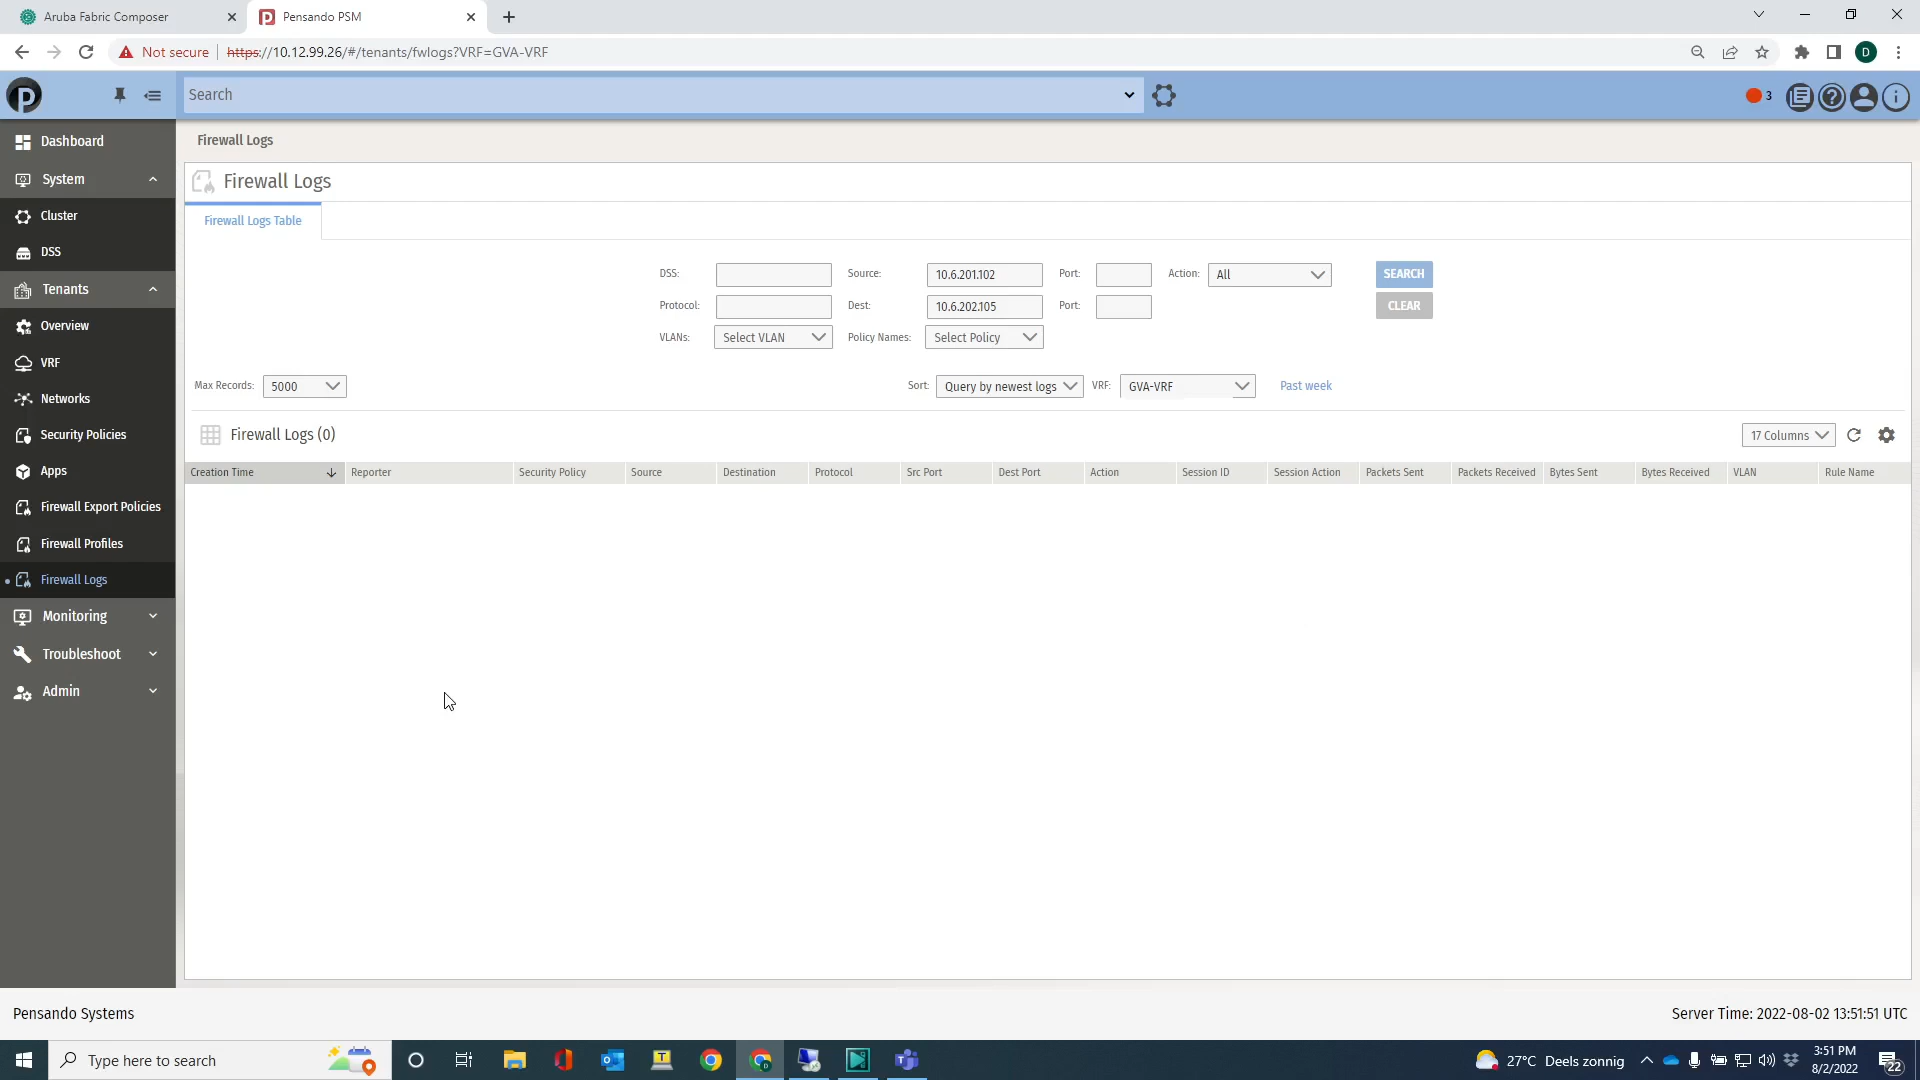 Aruba Fabric Composer
Pensando PSM
Not secure
https://10.12.99.26/#/tenants/fwlogs?VRF=GVA-VRF
D
Search
3
Dashboard
System
Cluster
DSS
Tenants
Overview
VRF
Networks
Security Policies
Apps
Firewall Export Policies
Firewall Profiles
Firewall Logs
Monitoring
Troubleshoot
Admin
Firewall Logs
Firewall Logs
Firewall Logs Table
DSS: Source: 10.6.201.102 Port: Action: All SEARCH
Protocol: Dest: 10.6.202.105 Port: CLEAR
VLANs: Select VLAN Policy Names: Select Policy
Max Records: 5000 Sort: Query by newest logs VRF: GVA-VRF Past week
Firewall Logs (0) 17 Columns
Creation Time Reporter Security Policy Source Destination Protocol Src Port Dest Port Action Session ID Session Action Packets Sent Packets Received Bytes Sent Bytes Received VLAN Rule Name
Pensando Systems Server Time: 2022-08-02 13:51:51 UTC
Type here to search
27°C Deels zonnig
3:51 PM
8/2/2022
22